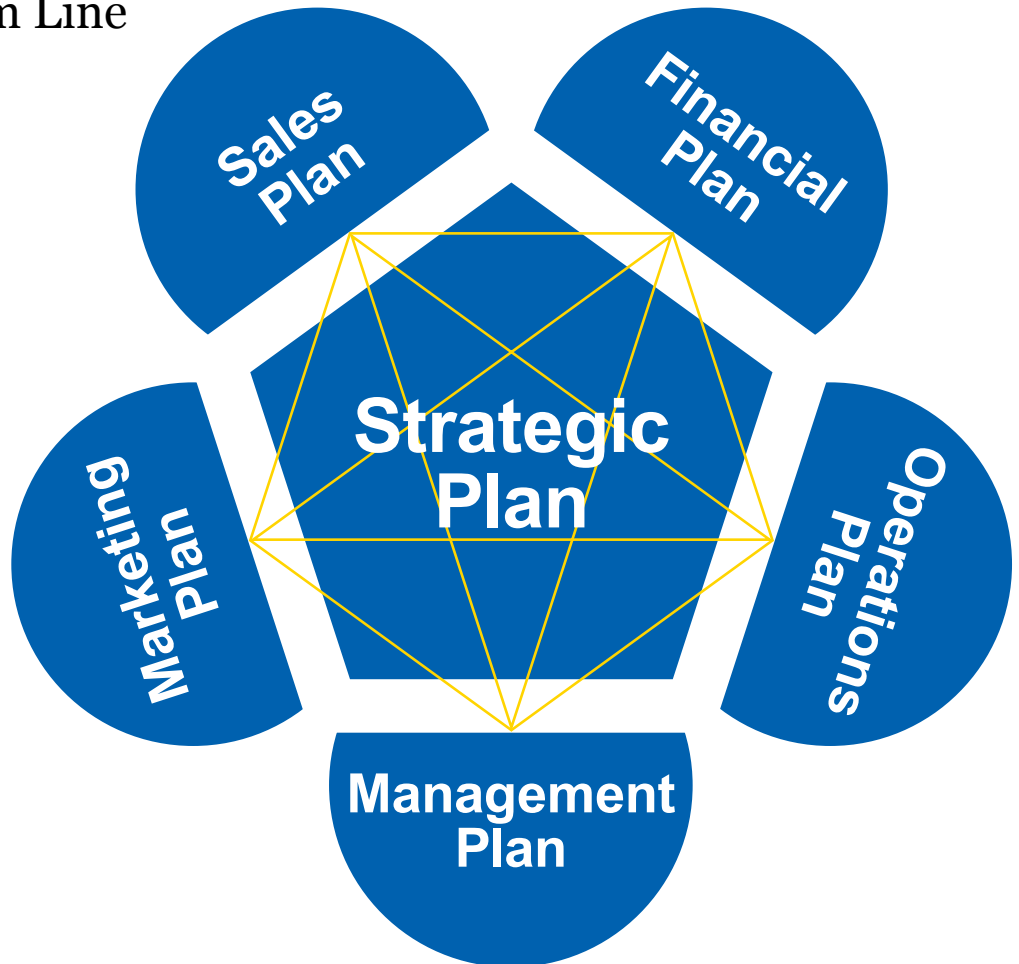 m Line
Sales
Plan
Financial
Plan
Strategic
Plan
Marketing
Plan
Operations
Plan
Management
Plan